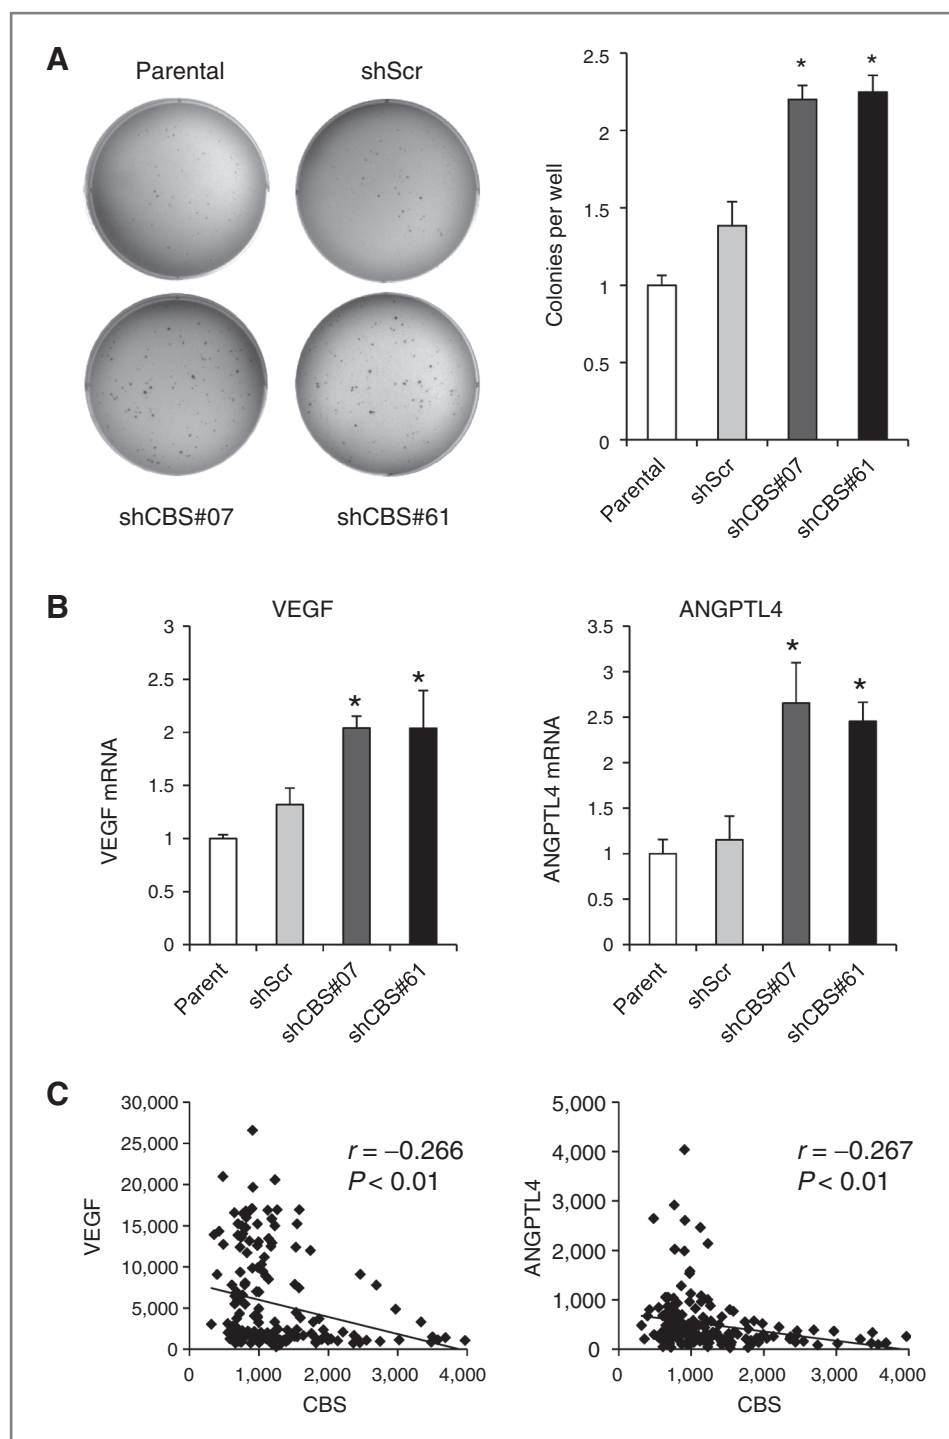 A
Parental
shScr
shCBS#07
shCBS#61
Colonies per well
2.5
2
1.5
1
0.5
0
*
*
Parental
shScr
shCBS#07
shCBS#61
B
VEGF
VEGF mRNA
3
2.5
2
1.5
1
0.5
0
*
*
Parent
shScr
shCBS#07
shCBS#61
ANGPTL4
ANGPTL4 mRNA
3.5
3
2.5
2
1.5
1
0.5
0
*
*
Parent
shScr
shCBS#07
shCBS#61
C
VEGF
30,000
25,000
20,000
15,000
10,000
5,000
0
r = −0.266
P < 0.01
0
1,000
2,000
3,000
4,000
CBS
ANGPTL4
5,000
4,000
3,000
2,000
1,000
0
r = −0.267
P < 0.01
0
1,000
2,000
3,000
4,000
CBS